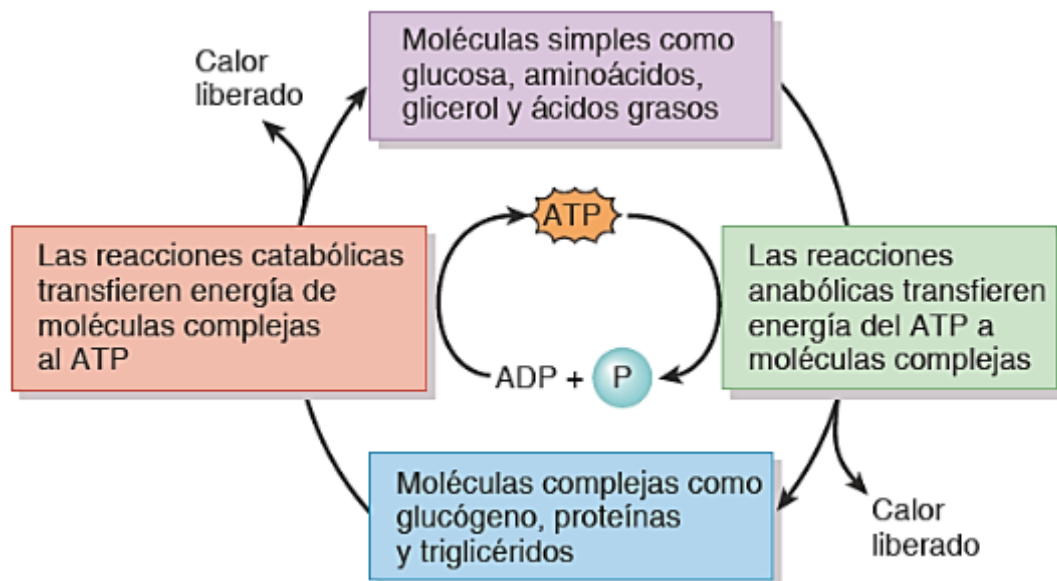 Calor
liberado
Moléculas simples como
glucosa, aminoácidos,
glicerol y ácidos grasos
Las reacciones catabólicas
transfieren energía de
moléculas complejas
al ATP
ATP
ADP + P
Las reacciones
anabólicas transfieren
energía del ATP a
moléculas complejas
Moléculas complejas como
glucógeno, proteínas
y triglicéridos
Calor
liberado